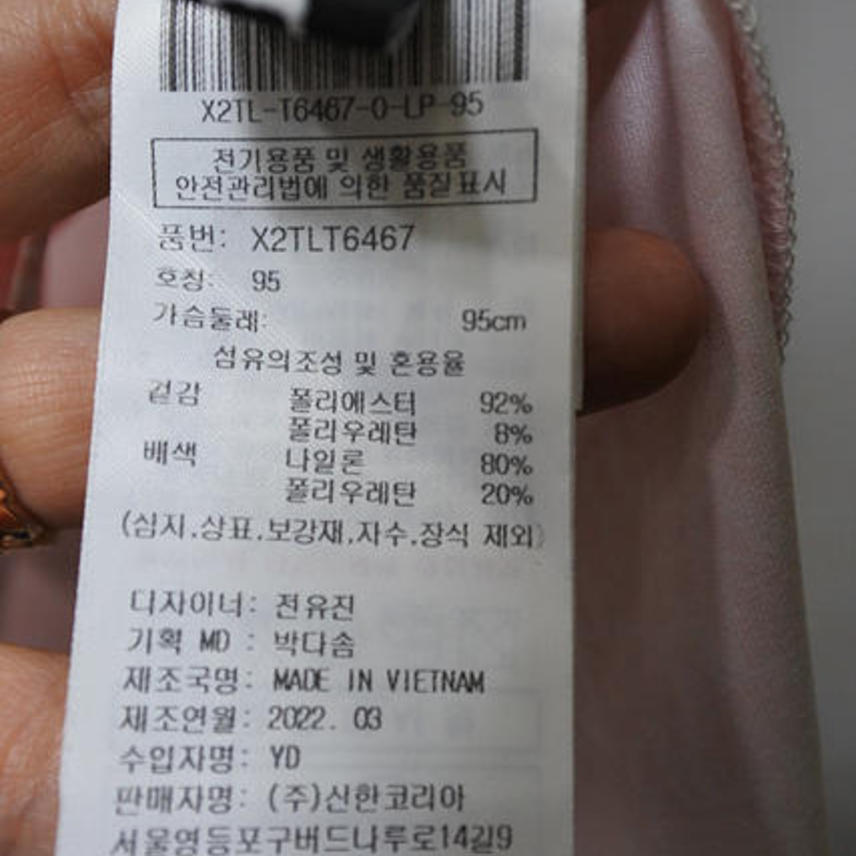 X2TL-T6467-0-LP-95
전기용품 및 생활용품
안전관리법에 의한 품질표시
품번: X2TLT6467
호칭: 95
가슴둘레: 95cm
섬유의조성 및 혼용율
겉감 폴리에스터 92%
폴리우레탄 8%
배색 나일론 80%
폴리우레탄 20%
(심지.상표.보강재.자수.장식 제외)
디자이너: 전유진
기획 MD : 박다솜
제조국명: MADE IN VIETNAM
제조연월: 2022. 03
수입자명: YD
판매자명: (주)신한코리아
서울영등포구버드나루로14길9